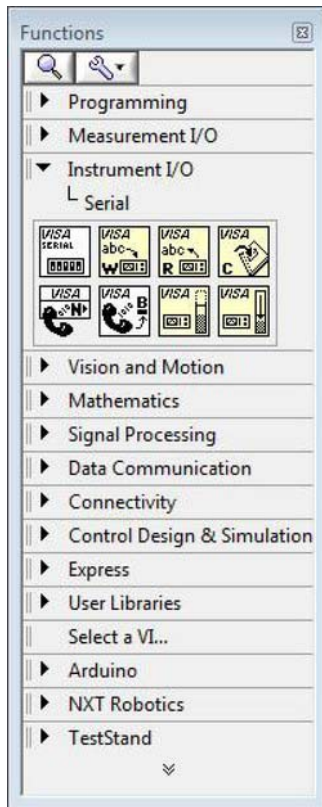 Functions
Programming
Measurement I/O
Instrument I/O
Serial
VISA VISA VISA VISA
SERIAL abc abc
W R C
VISA VISA VISA VISA
N B
Vision and Motion
Mathematics
Signal Processing
Data Communication
Connectivity
Control Design & Simulation
Express
User Libraries
Select a VI...
Arduino
NXT Robotics
TestStand